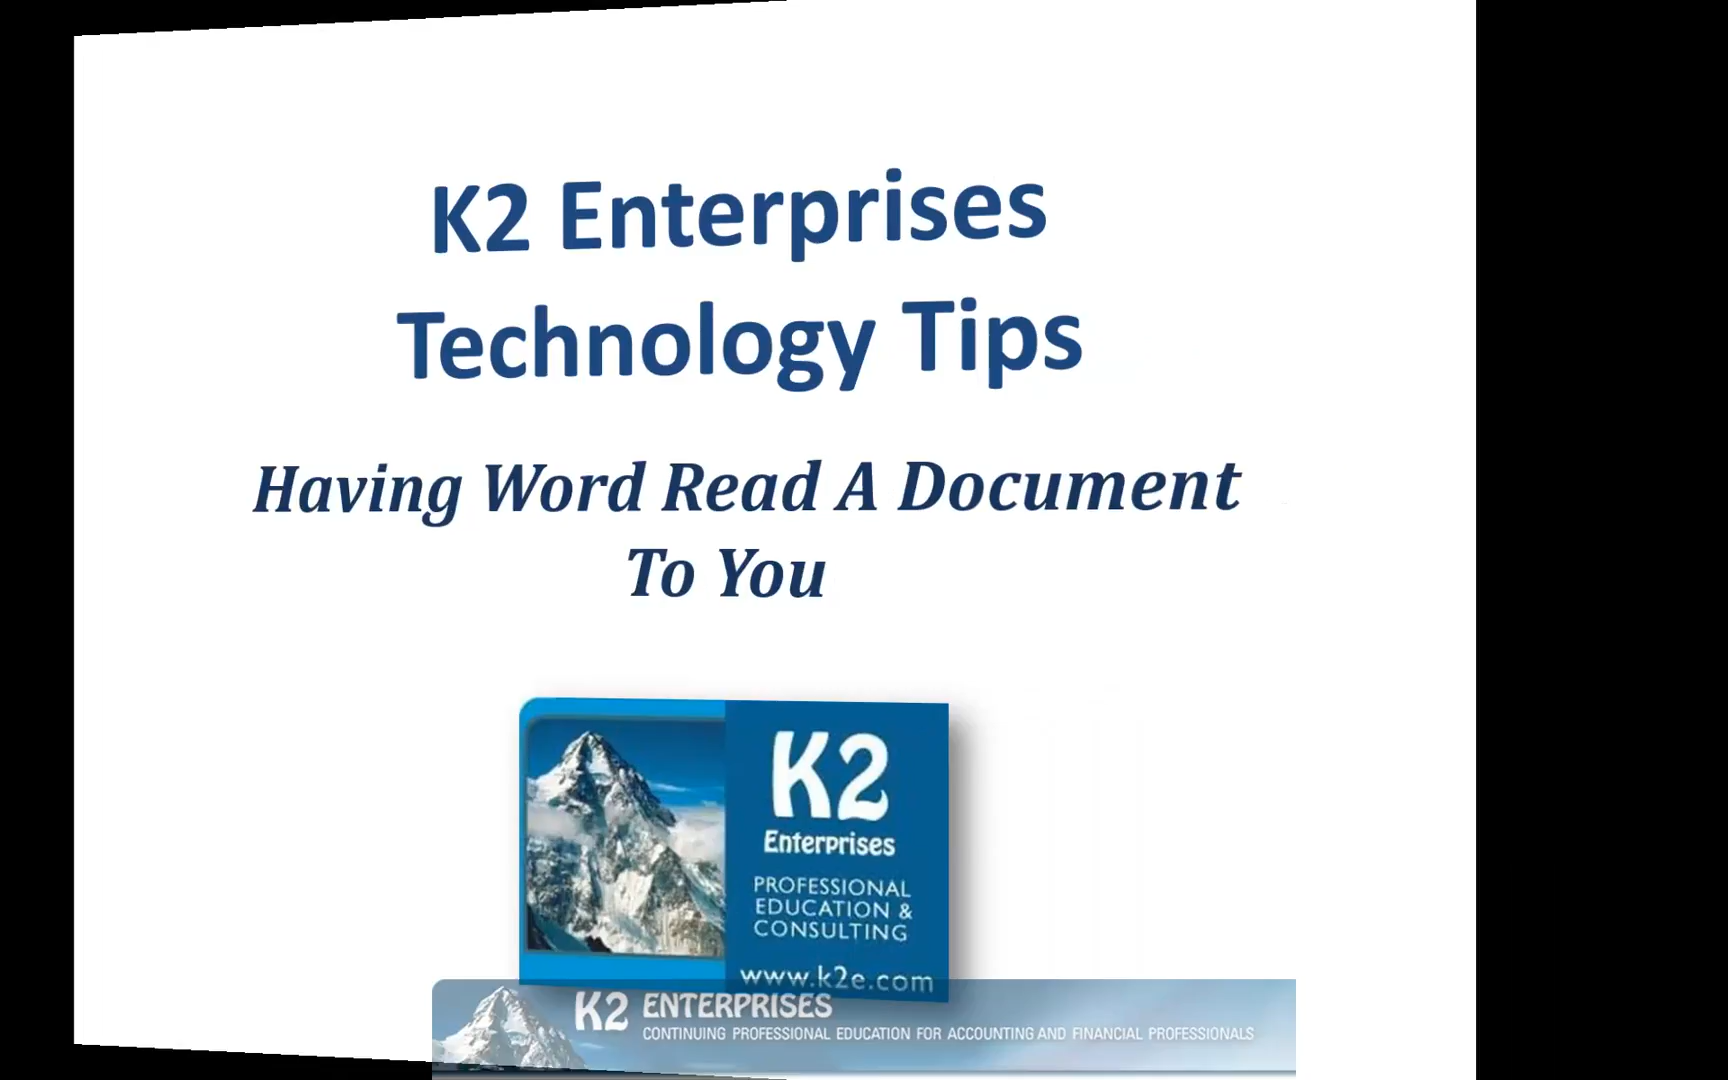 K2 Enterprises
Technology Tips
Having Word Read A Document
To You
K2
Enterprises
PROFESSIONAL
EDUCATION &
CONSULTING
www.k2e.com
K2 ENTERPRISES
CONTINUING PROFESSIONAL EDUCATION FOR ACCOUNTING AND FINANCIAL PROFESSIONALS